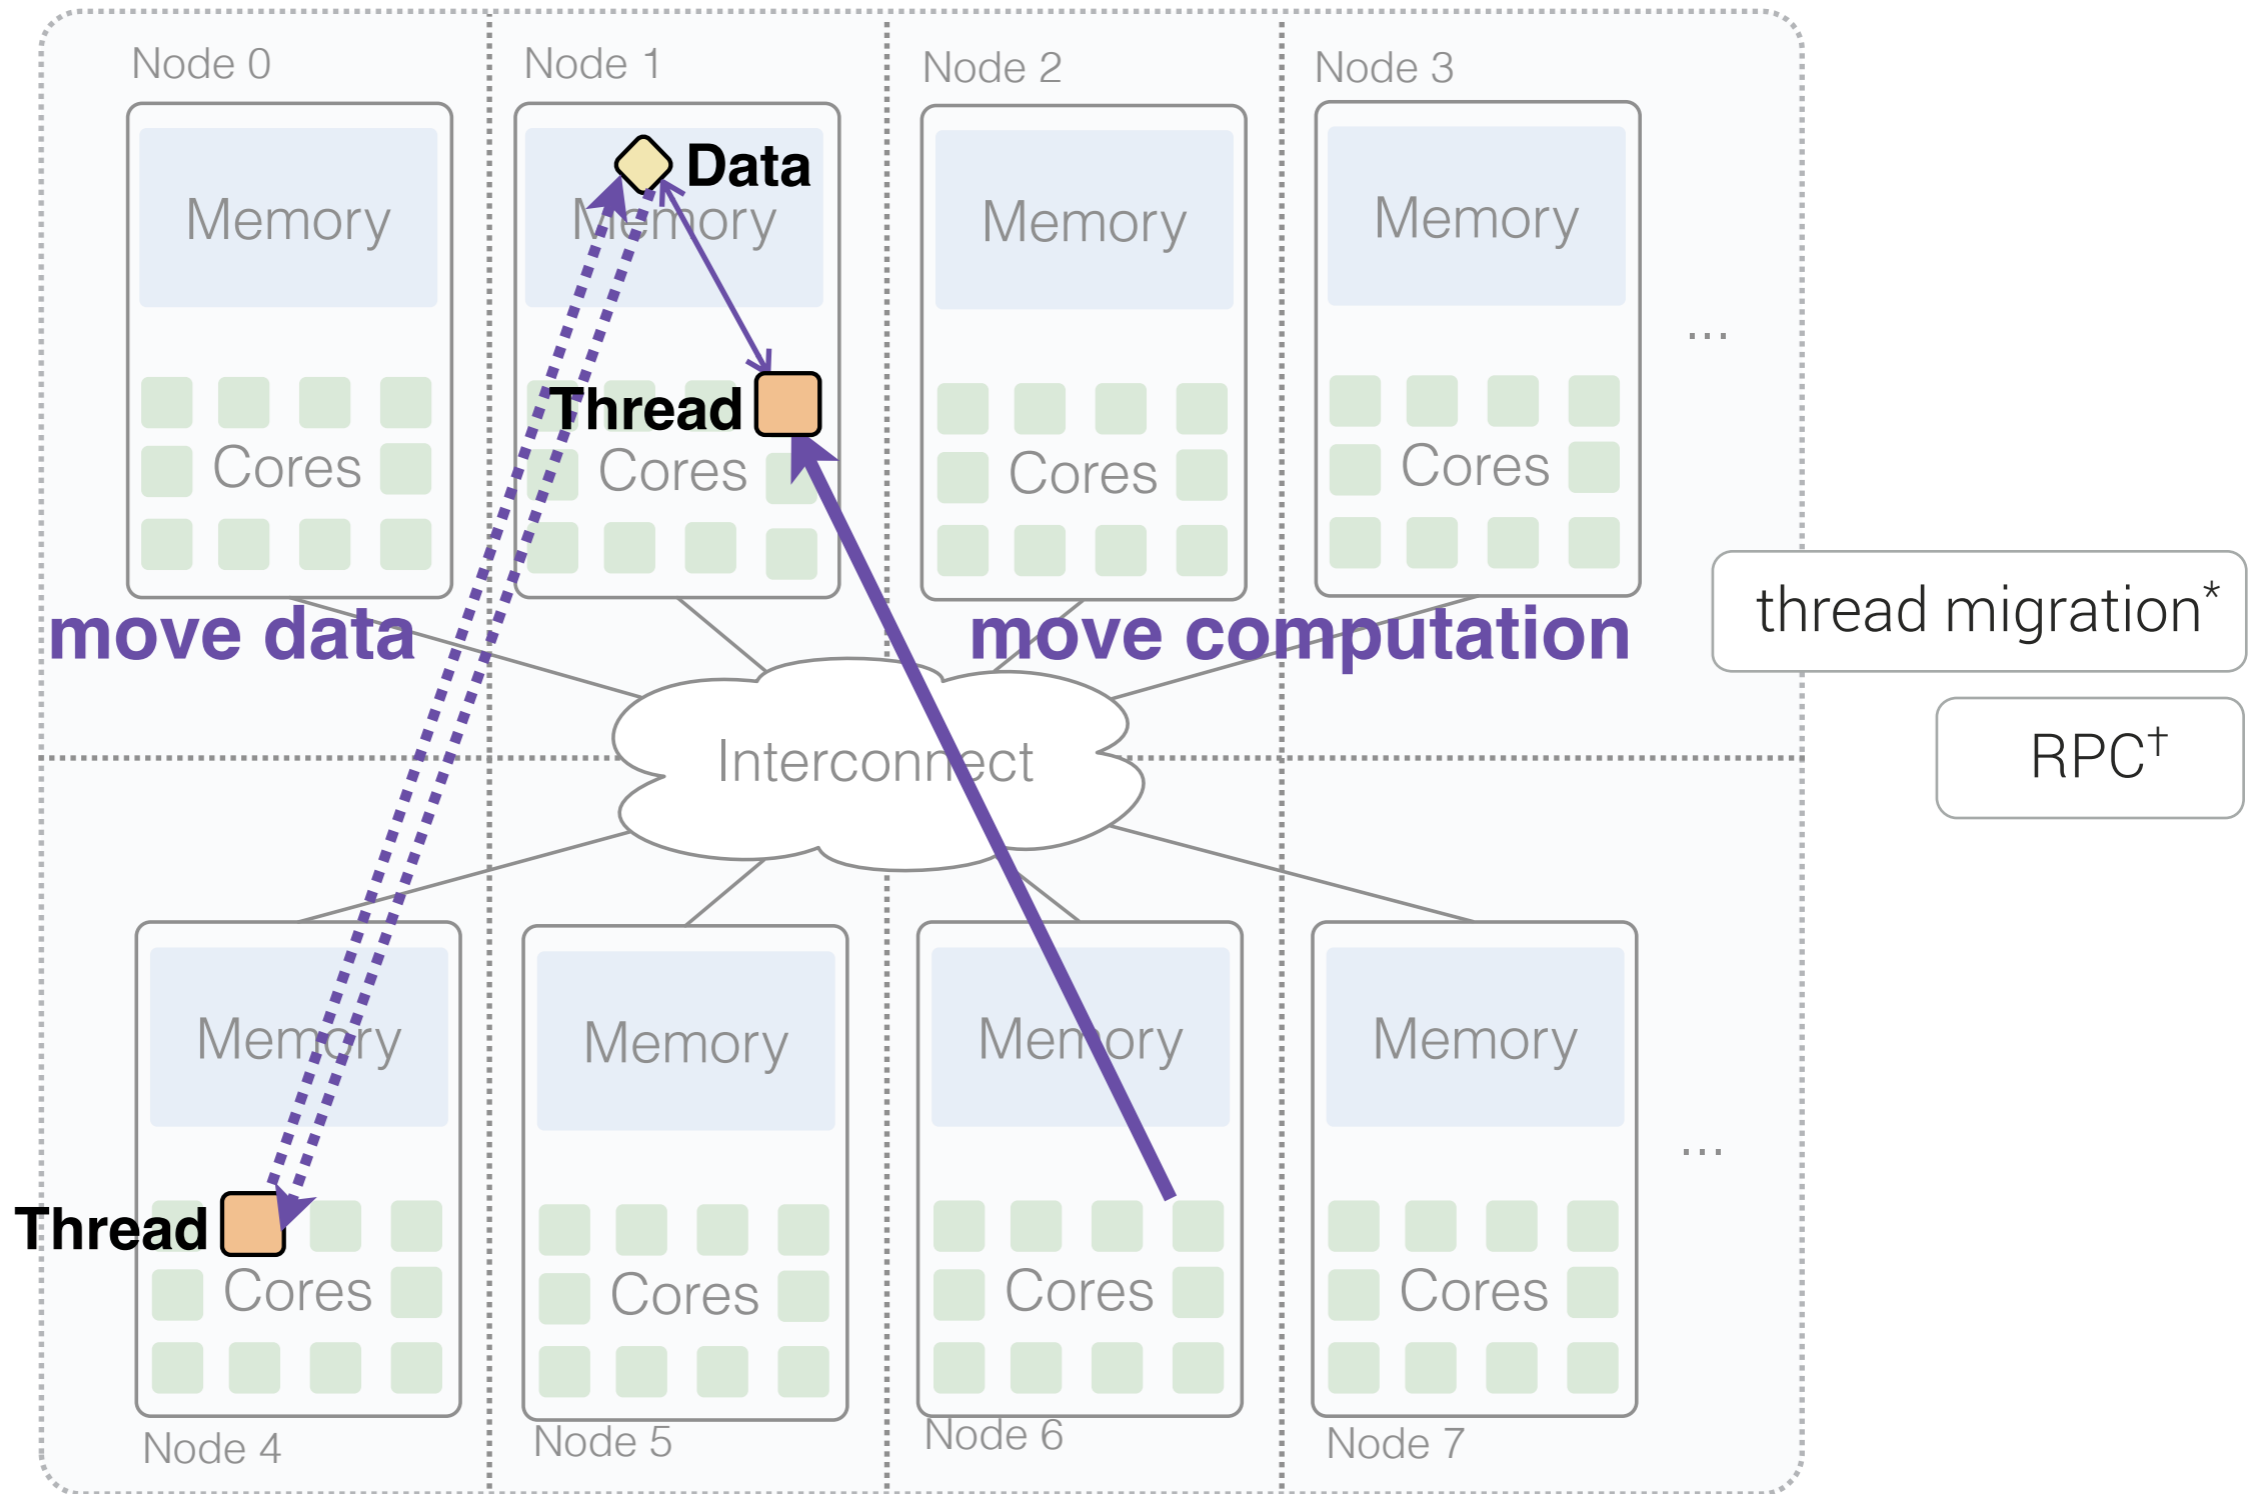 Node 0
Node 1
Node 2
Node 3
Data
Memory
Memory
Memory
Memory
...
Thread
Cores
Cores
Cores
Cores
move data
move computation
thread migration*
RPC†
Interconnect
Memory
Memory
Memory
Memory
...
Thread
Cores
Cores
Cores
Cores
Node 4
Node 5
Node 6
Node 7